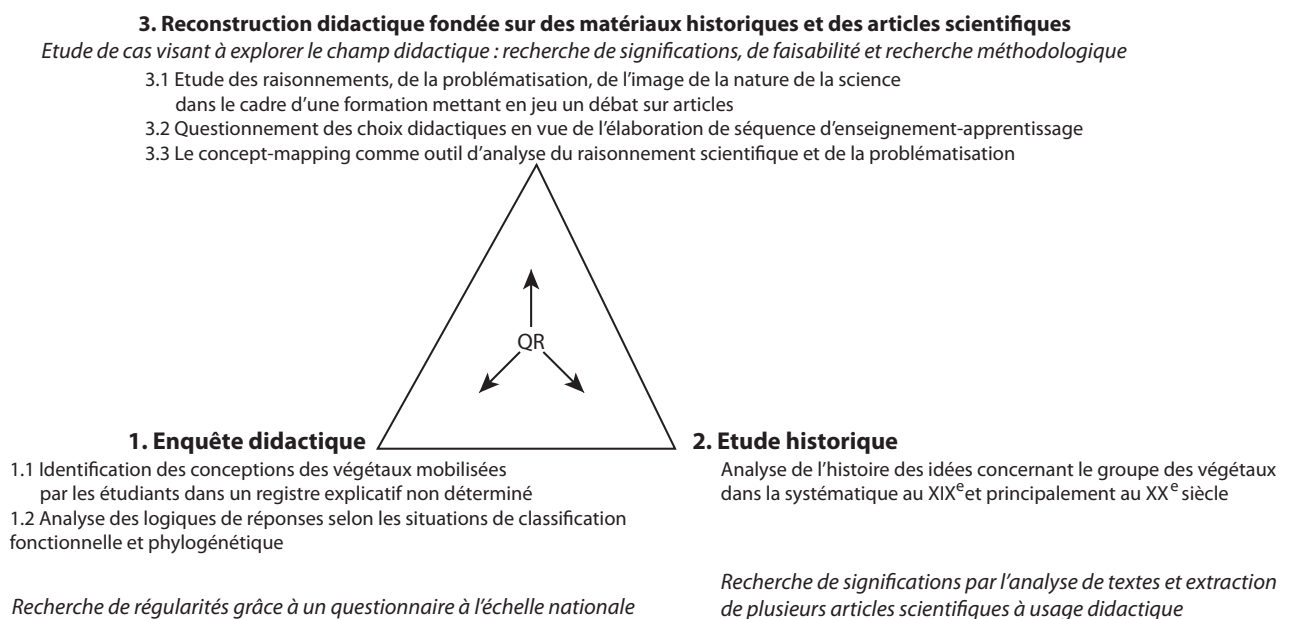 3. Reconstruction didactique fondée sur des matériaux historiques et des articles scientifiques
Etude de cas visant à explorer le champ didactique : recherche de significations, de faisabilité et recherche méthodologique
3.1 Etude des raisonnements, de la problématisation, de l’image de la nature de la science
dans le cadre d’une formation mettant en jeu un débat sur articles
3.2 Questionnement des choix didactiques en vue de l’élaboration de séquence d’enseignement-apprentissage
3.3 Le concept-mapping comme outil d’analyse du raisonnement scientifique et de la problématisation
QR
1. Enquête didactique
1.1 Identification des conceptions des végétaux mobilisées
par les étudiants dans un registre explicatif non déterminé
1.2 Analyse des logiques de réponses selon les situations de classification
fonctionnelle et phylogénétique
Recherche de régularités grâce à un questionnaire à l’échelle nationale
2. Etude historique
Analyse de l’histoire des idées concernant le groupe des végétaux
dans la systématique au XIXe et principalement au XXe siècle
Recherche de significations par l’analyse de textes et extraction
de plusieurs articles scientifiques à usage didactique